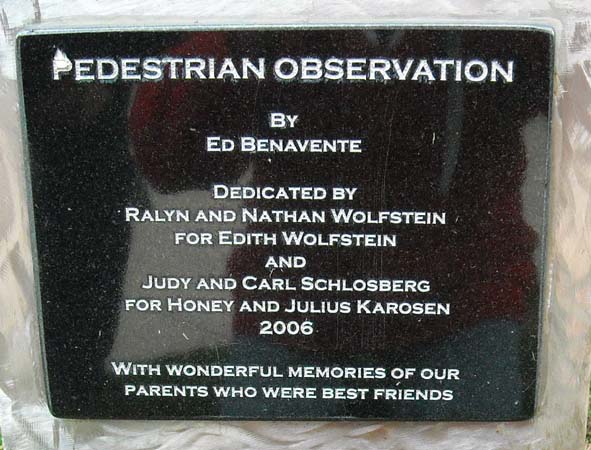 PEDESTRIAN OBSERVATION
BY
ED BENAVENTE
DEDICATED BY
RALYN AND NATHAN WOLFSTEIN
FOR EDITH WOLFSTEIN
AND
JUDY AND CARL SCHLOSBERG
FOR HONEY AND JULIUS KAROSEN
2006
WITH WONDERFUL MEMORIES OF OUR
PARENTS WHO WERE BEST FRIENDS